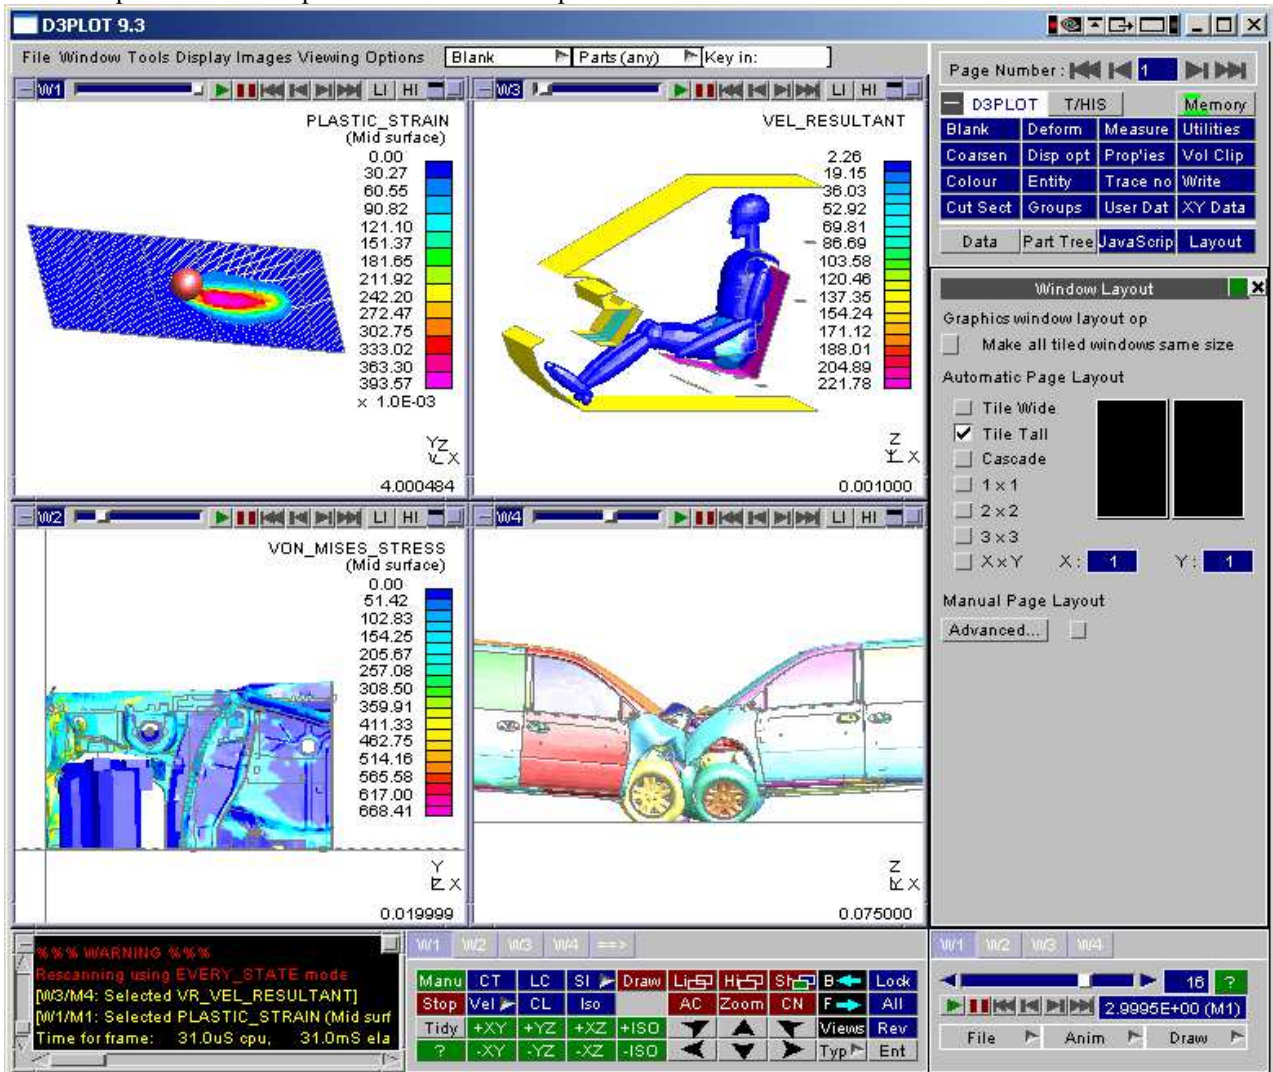 D3PLOT 9.3
File Window Tools Display Images Viewing Options Blank Parts (any) Key in:
W1 LI HI
PLASTIC_STRAIN
(Mid surface)
0.00
30.27
60.55
90.82
121.10
151.37
181.65
211.92
242.20
272.47
302.75
333.02
363.30
393.57
x 1.0E-03
Y Z
X
4.000484
W3 LI HI
VEL_RESULTANT
2.26
19.15
36.03
52.92
69.81
86.69
103.58
120.46
137.35
154.24
171.12
188.01
204.89
221.78
Z
Y X
0.001000
W2 LI HI
VON_MISES_STRESS
(Mid surface)
0.00
51.42
102.83
154.25
205.67
257.08
308.50
359.91
411.33
462.75
514.16
565.58
617.00
668.41
Y
Z X
0.019999
W4 LI HI
Z
X
0.075000
Page Number: 1
D3PLOT T/HIS Memory
Blank Deform Measure Utilities
Coarsen Disp opt Prop'ies Vol Clip
Colour Entity Trace no Write
Cut Sect Groups User Dat XY Data
Data Part Tree JavaScrip Layout
Window Layout
Graphics window layout op
Make all tiled windows same size
Automatic Page Layout
Tile Wide
Tile Tall
Cascade
1 x 1
2 x 2
3 x 3
X x Y X: 1 Y: 1
Manual Page Layout
Advanced...
%%% WARNING %%%
Rescanning using EVERY_STATE mode
[W3/M4: Selected VR_VEL_RESULTANT]
[W1/M1: Selected PLASTIC_STRAIN (Mid surf
Time for frame: 31.0uS cpu, 31.0mS ela
W1 W2 W3 W4 ==>
Manu CT LC SI Draw Li Hi Sh B Lock
Stop Vel CL Iso AC Zoom CN F All
Tidy +XY +YZ +XZ +ISO Views Rev
? -XY -YZ -XZ -ISO Typ Ent
W1 W2 W3 W4
16 ?
2.9995E+00 (M1)
File Anim Draw